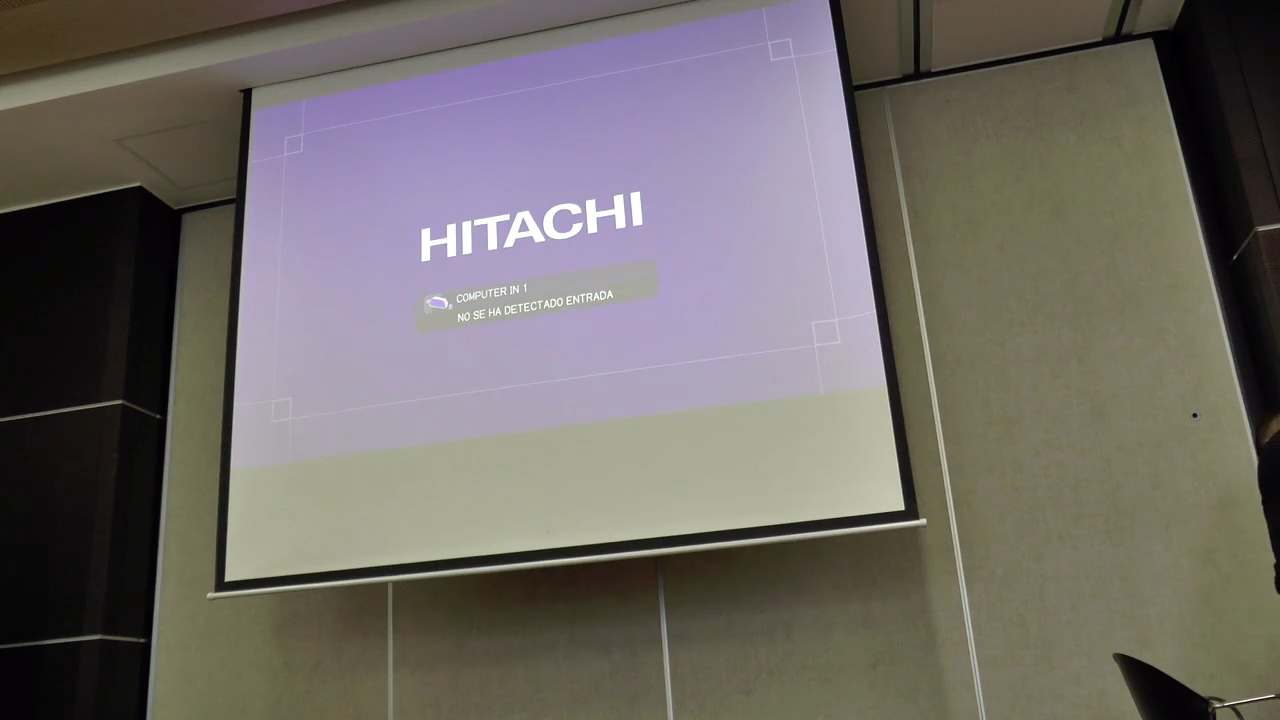 HITACHI
COMPUTER IN 1
NO SE HA DETECTADO ENTRADA